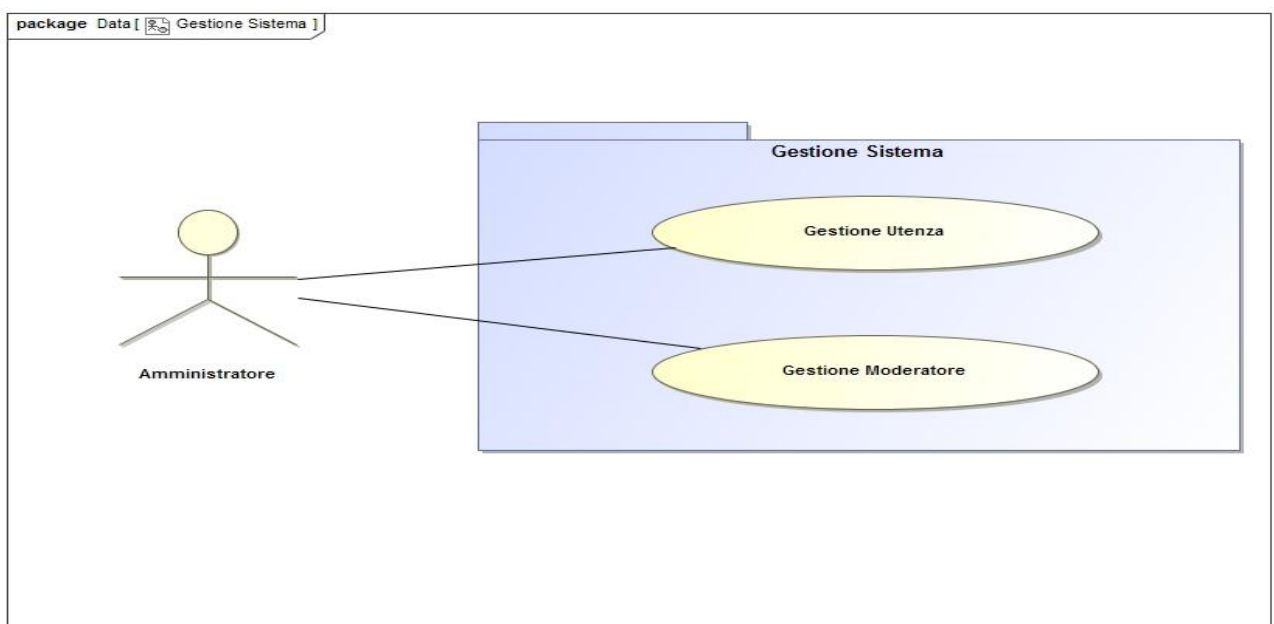 package Data [ Gestione Sistema ]
Gestione Sistema
Gestione Utenza
Gestione Moderatore
Amministratore